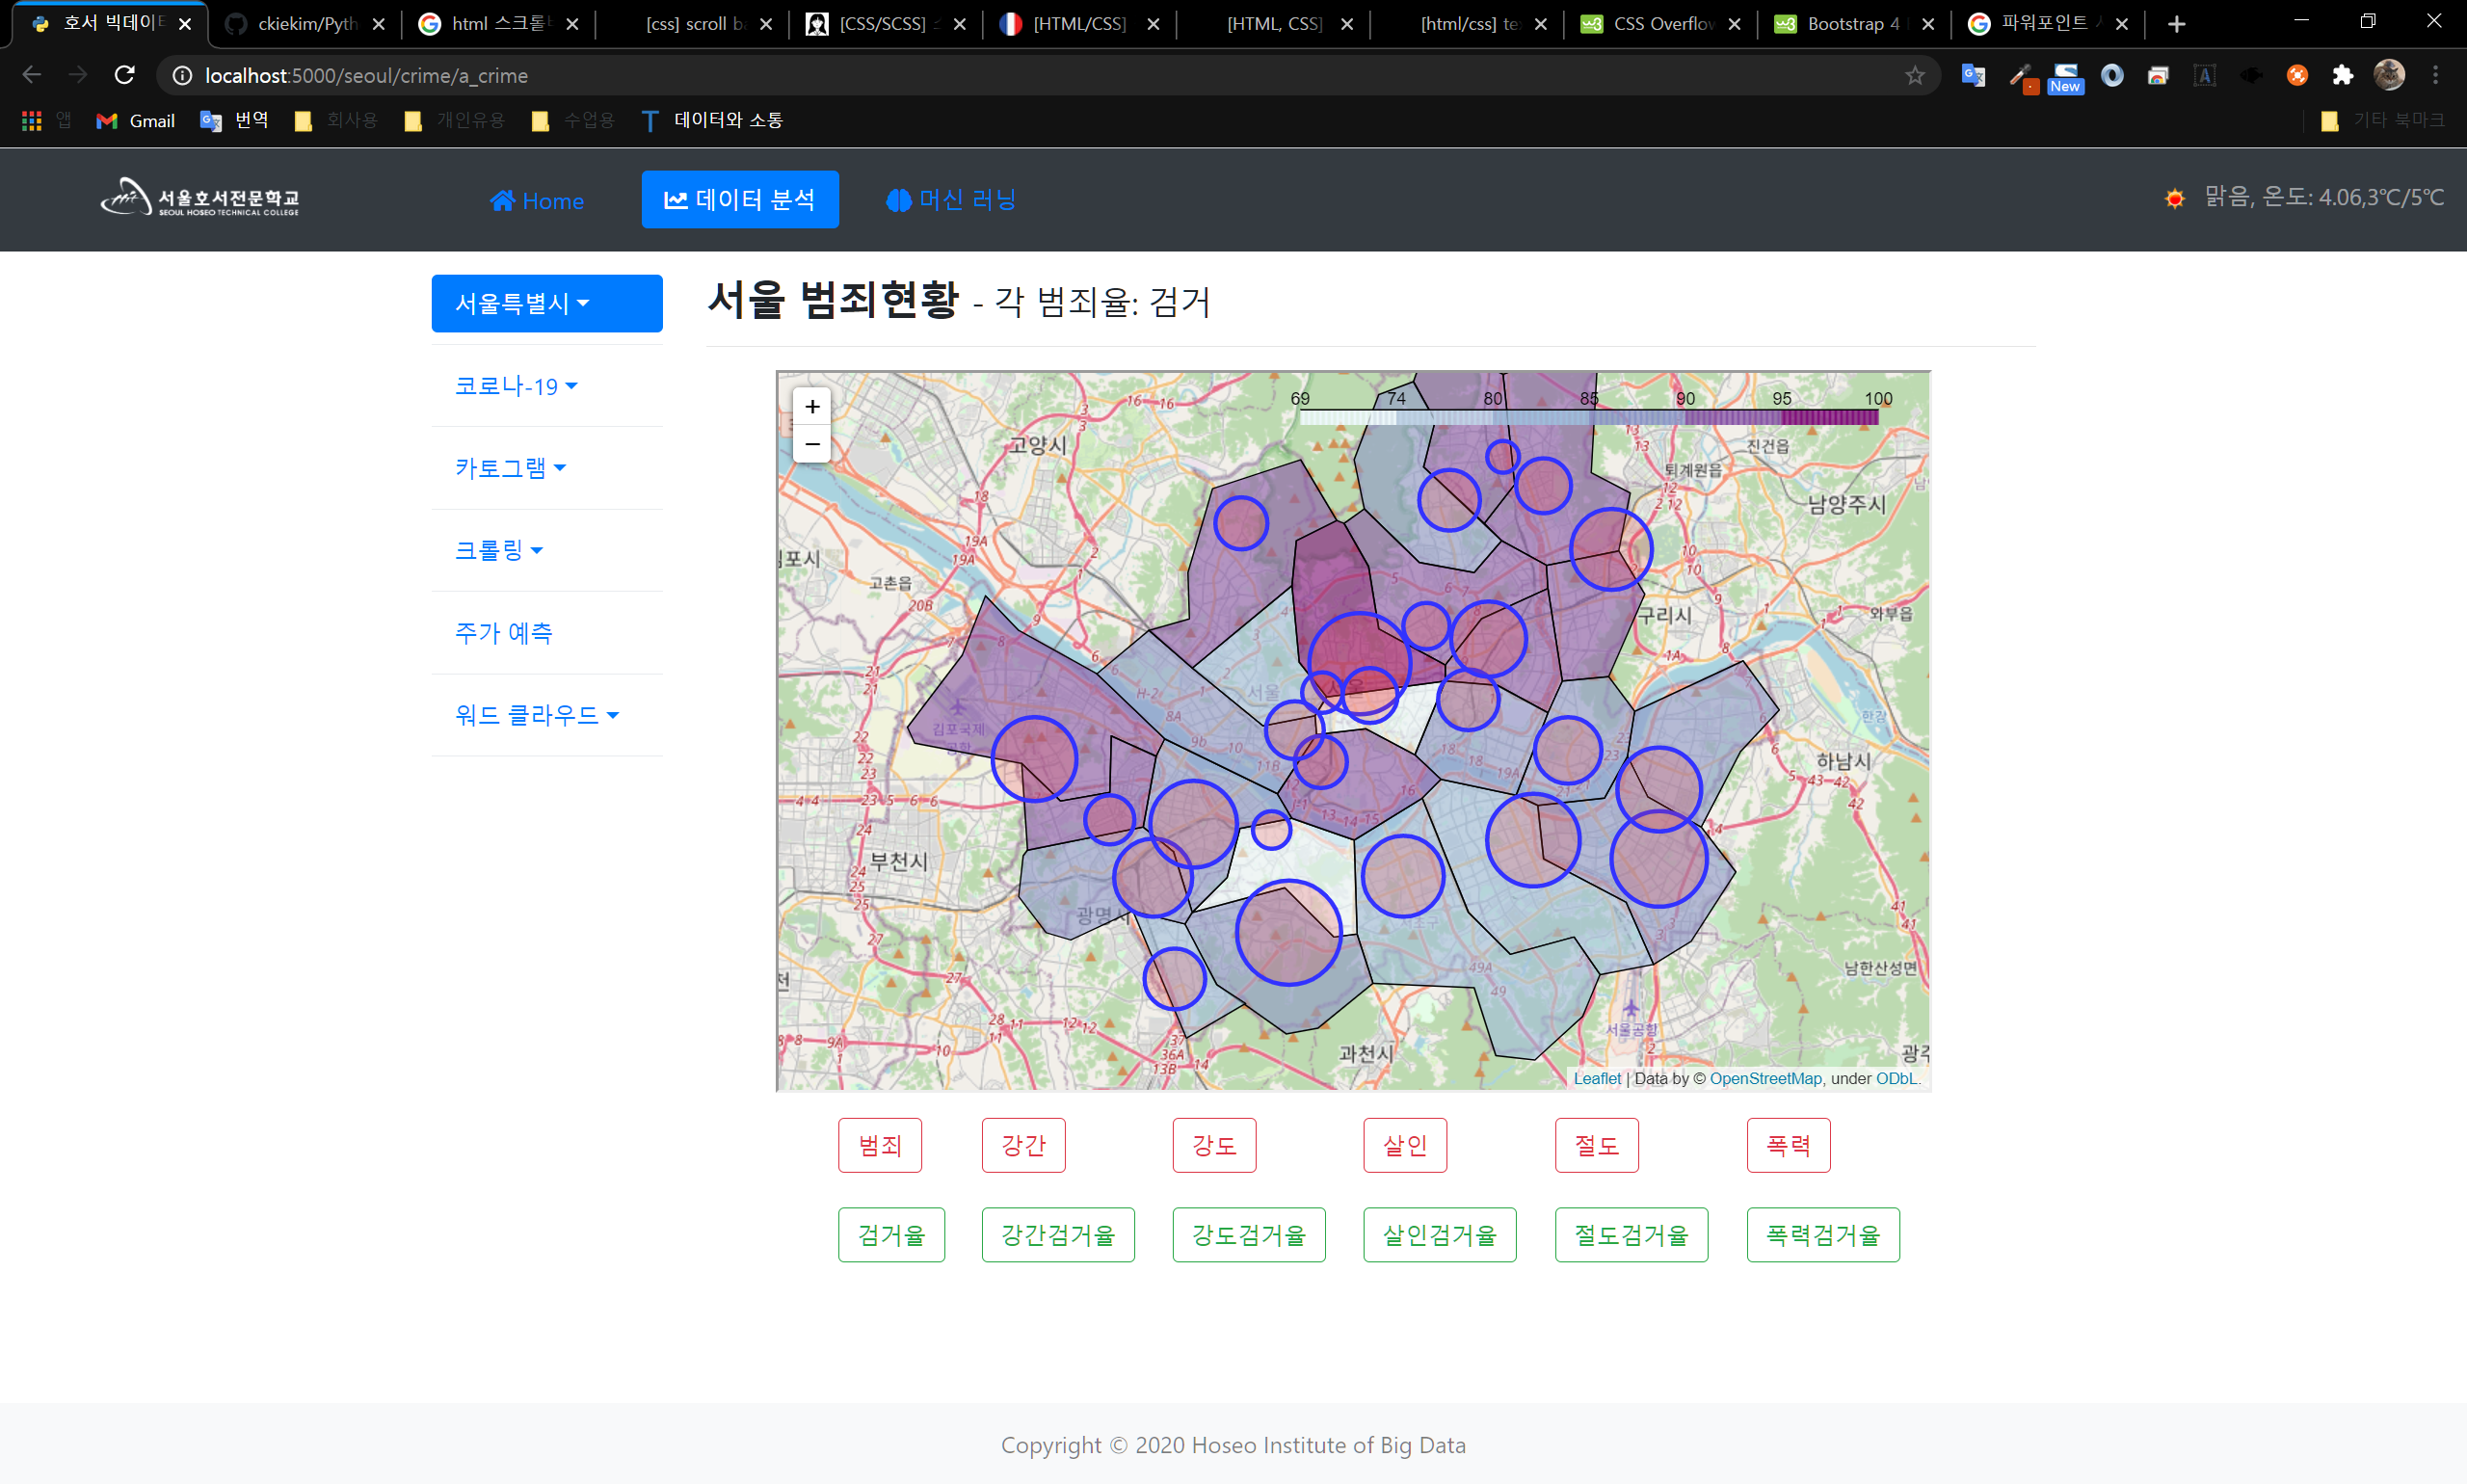 호서 빅데이터
ckiekim/Pyth
html 스크롤바
[css] scroll ba
[CSS/SCSS]
[HTML/CSS]
[HTML, CSS]
[html/css] te
CSS Overflow
Bootstrap 4
파워포인트
localhost:5000/seoul/crime/a_crime
New
앱
Gmail
번역
회사용
개인유용
수업용
데이터와 소통
기타 북마크
서울호서전문학교
SEOUL HOSEO TECHNICAL COLLEGE
Home
데이터 분석
머신 러닝
맑음, 온도: 4.06,3℃/5℃
서울특별시
코로나-19
카토그램
크롤링
주가 예측
워드 클라우드
서울 범죄현황 - 각 범죄율: 검거
+
−
69 74 80 85 90 95 100
고양시
진건읍
퇴계원읍
남양주시
고촌읍
구리시
와부읍
서울
김포국제
공항
한강
하남시
부천시
광명시
서초구
남한산성면
서울공항
과천시
Leaflet | Data by © OpenStreetMap, under ODbL.
범죄 강간 강도 살인 절도 폭력
검거율 강간검거율 강도검거율 살인검거율 절도검거율 폭력검거율
Copyright © 2020 Hoseo Institute of Big Data